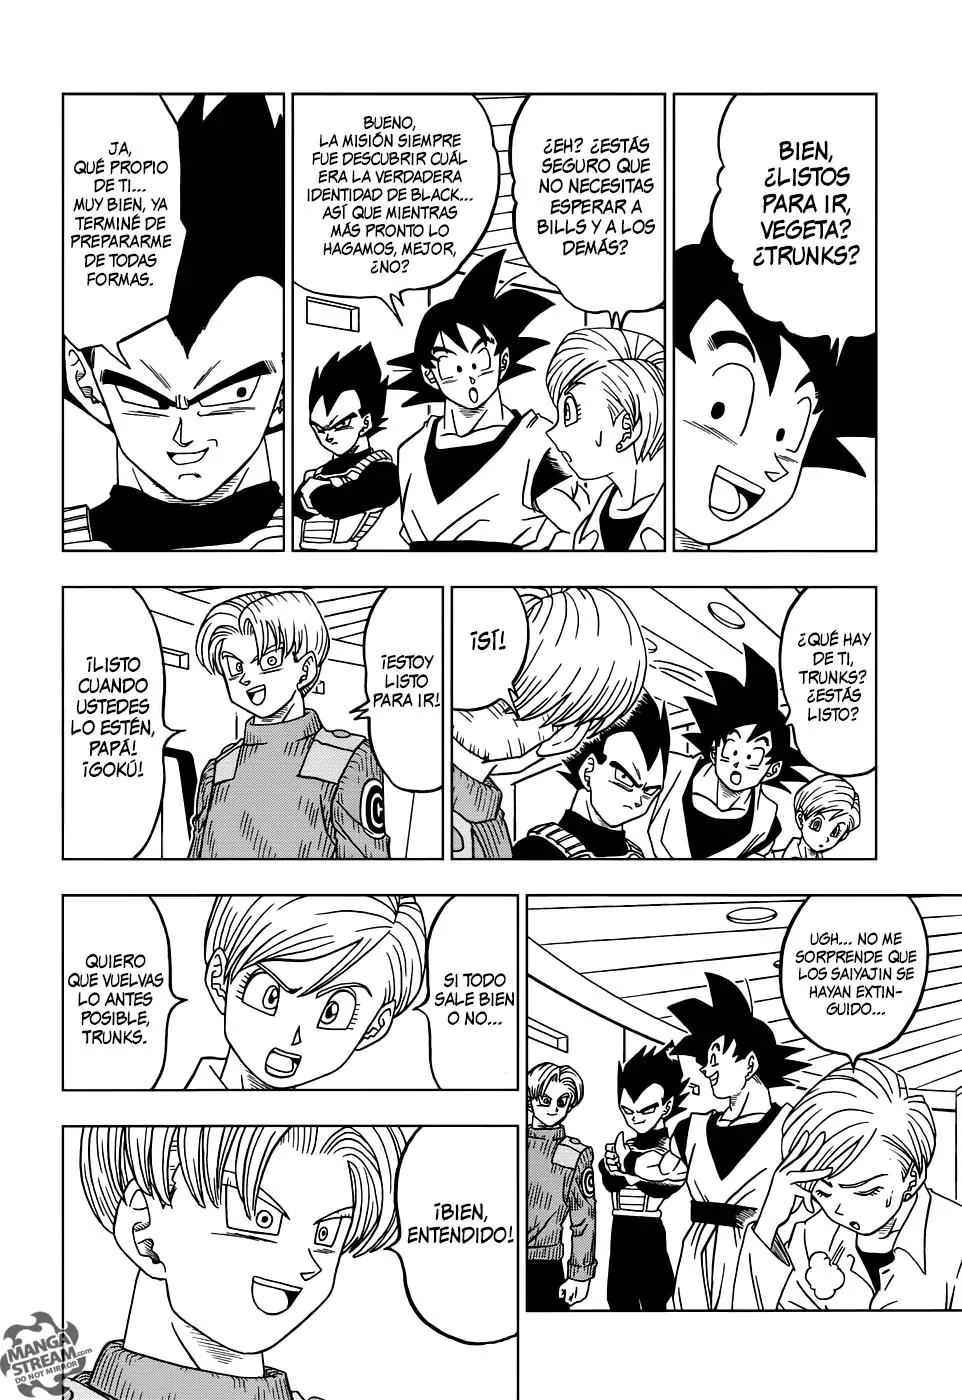 BIEN,
¿LISTOS
PARA IR,
VEGETA?
¿TRUNKS?
¿EH? ¿ESTÁS
SEGURO QUE
NO NECESITAS
ESPERAR A
BILLS Y A LOS
DEMÁS?
BUENO,
LA MISIÓN SIEMPRE
FUE DESCUBRIR CUÁL
ERA LA VERDADERA
IDENTIDAD DE BLACK...
ASÍ QUE MIENTRAS
MÁS PRONTO LO
HAGAMOS, MEJOR,
¿NO?
JA,
QUÉ PROPIO
DE TI...
MUY BIEN, YA
TERMINÉ DE
PREPARARME
DE TODAS
FORMAS.
¿QUÉ HAY
DE TI,
TRUNKS?
¿ESTÁS
LISTO?
¡SÍ!
¡ESTOY
LISTO
PARA IR!
¡LISTO
CUANDO
USTEDES
LO ESTÉN,
PAPÁ!
¡GOKÚ!
C
UGH... NO ME
SORPRENDE QUE
LOS SAIYAJIN SE
HAYAN EXTIN-
GUIDO...
C
SI TODO
SALE BIEN
O NO...
QUIERO
QUE VUELVAS
LO ANTES
POSIBLE,
TRUNKS.
¡BIEN,
ENTENDIDO!
MANGA
STREAM.com
DO NOT MIRROR!